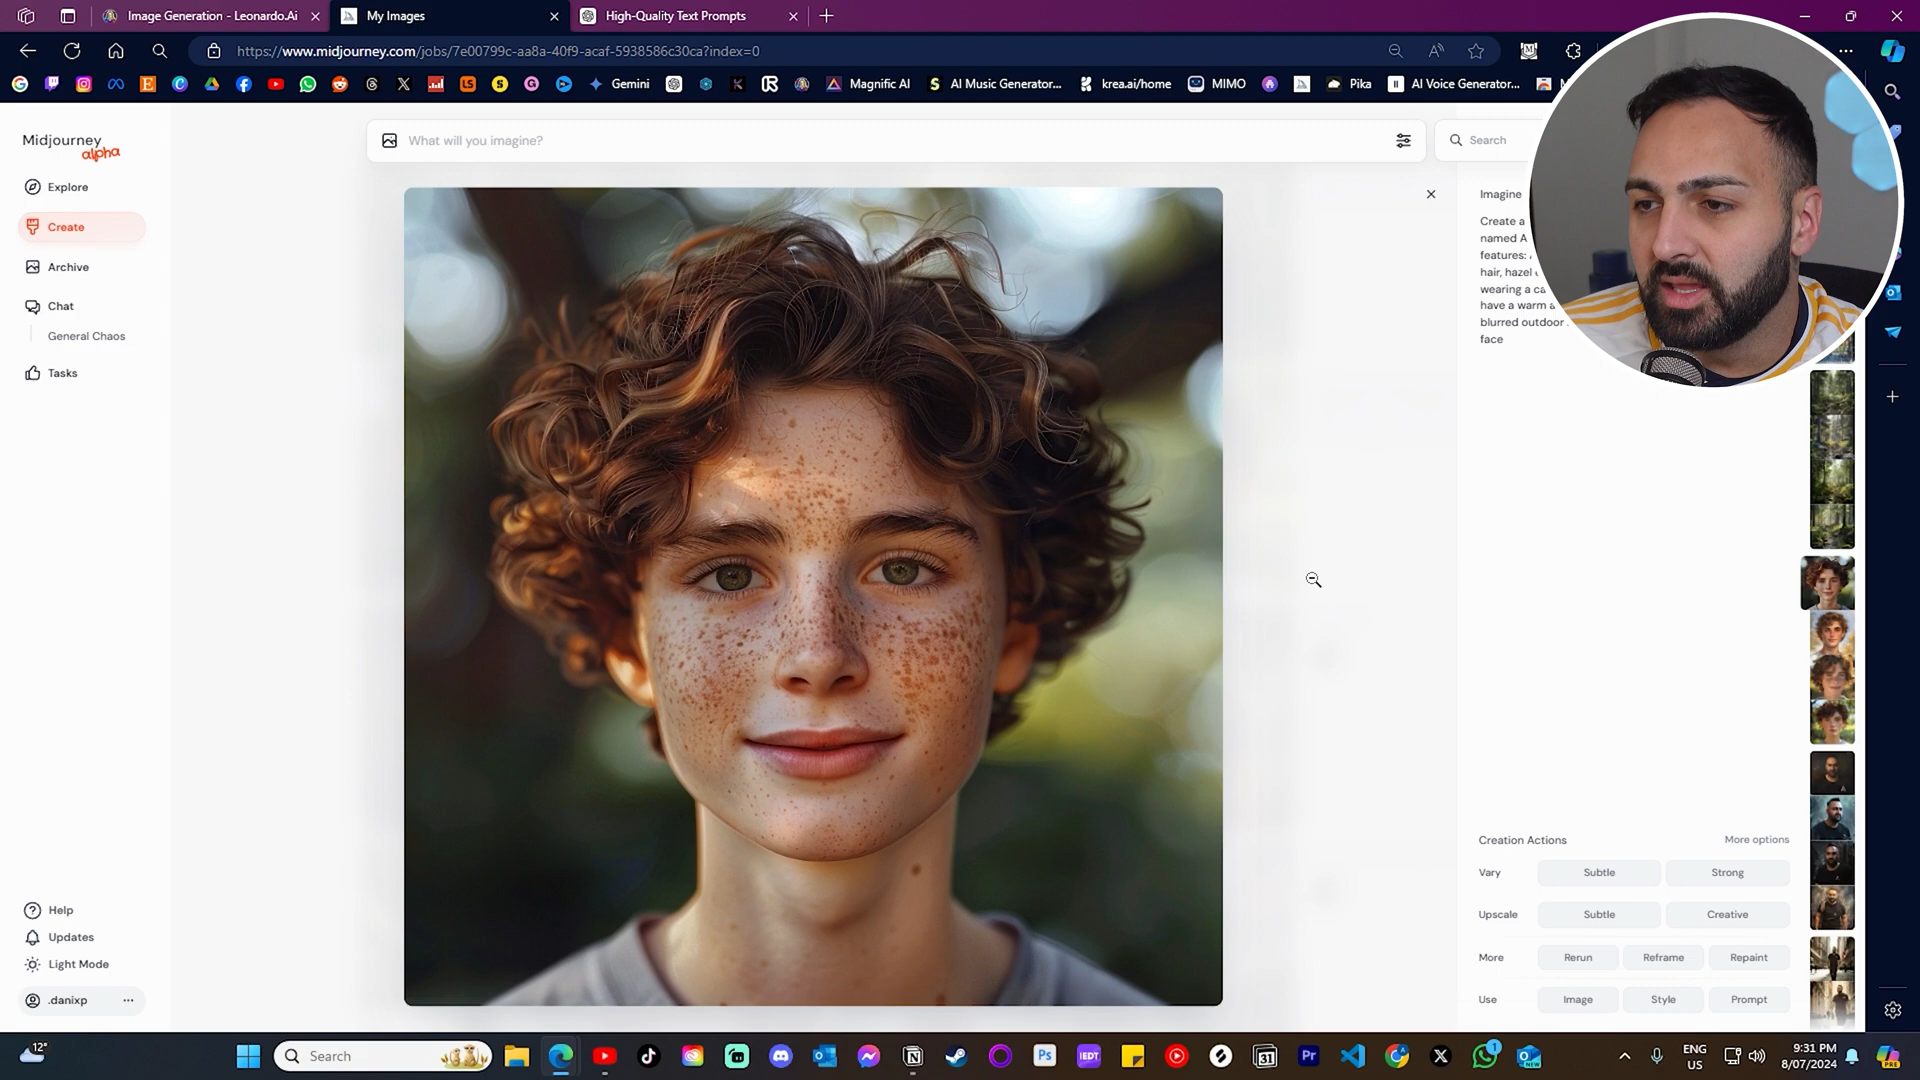 Image Generation - Leonardo.Ai
My Images
High-Quality Text Prompts
https://www.midjourney.com/jobs/7e00799c-aa8a-40f9-acaf-5938586c30ca?index=0
Gemini
Magnific AI
AI Music Generator...
krea.ai/home
MIMO
Pika
AI Voice Generator...
Midjourney
alpha
What will you imagine?
Search
Explore
Create
Archive
Chat
General Chaos
Tasks
Imagine
Create a
named A
features:
hair, hazel
wearing a ca
have a warm a
blurred outdoor
face
Creation Actions
More options
Vary
Subtle
Strong
Upscale
Subtle
Creative
More
Rerun
Reframe
Repaint
Use
Image
Style
Prompt
Help
Updates
Light Mode
.danixp
12°
Search
ENG
US
9:31 PM
8/07/2024